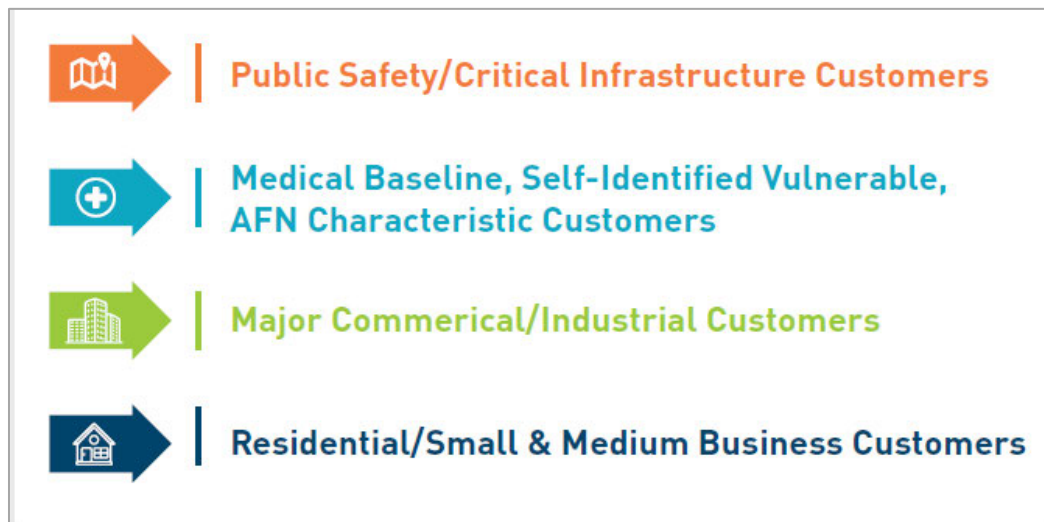 Public Safety/Critical Infrastructure Customers
Medical Baseline, Self-Identified Vulnerable,
AFN Characteristic Customers
Major Commerical/Industrial Customers
Residential/Small & Medium Business Customers